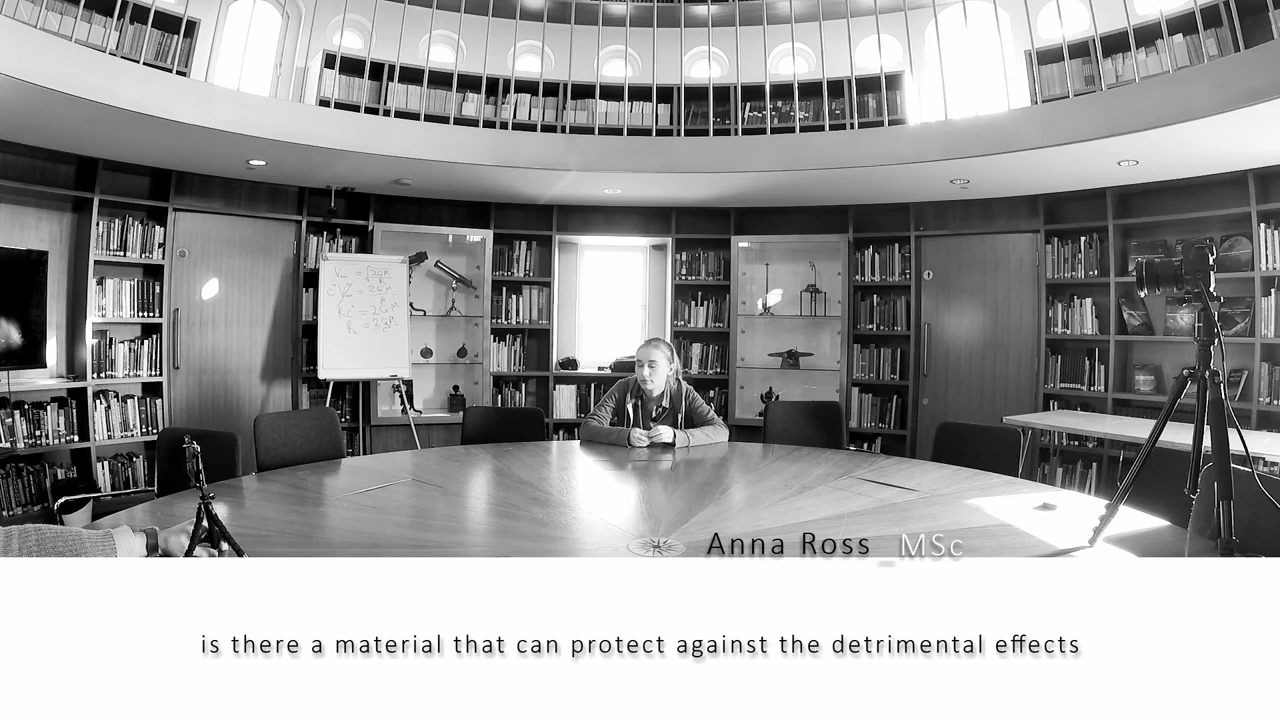 Anna Ross _MSc
is there a material that can protect against the detrimental effects